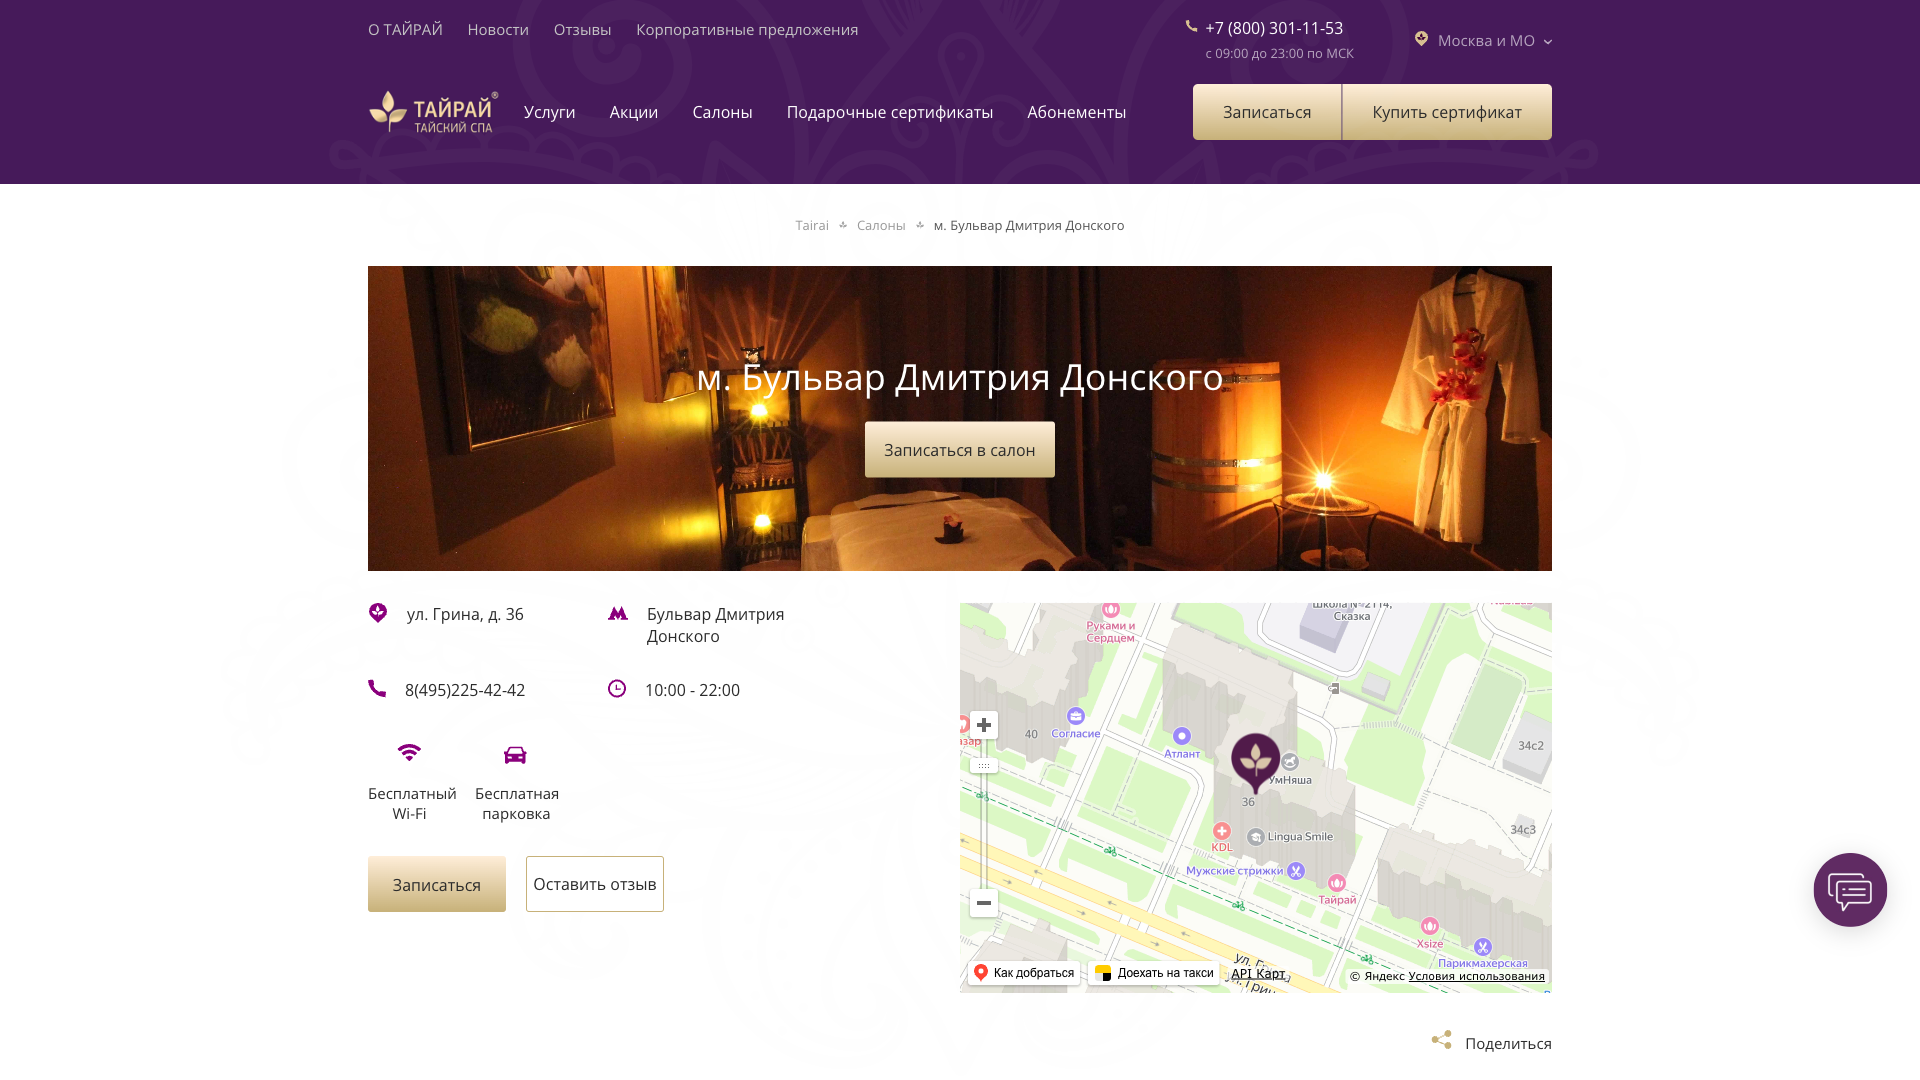 О ТАЙРАЙ Новости Отзывы Корпоративные предложения
+7 (800) 301-11-53
с 09:00 до 23:00 по МСК
Москва и МО
ТАЙРАЙ®
ТАЙСКИЙ СПА
Услуги Акции Салоны Подарочные сертификаты Абонементы
Записаться Купить сертификат
Tairai Салоны м. Бульвар Дмитрия Донского
м. Бульвар Дмитрия Донского
Записаться в салон
ул. Грина, д. 36
Бульвар Дмитрия
Донского
8(495)225-42-42
10:00 - 22:00
Бесплатный
Wi-Fi
Бесплатная
парковка
Записаться
Оставить отзыв
Школа № 2114,
Сказка
Руками и
Сердцем
40
Согласие
Атлант
34с2
УмНяша
36
34с3
Lingua Smile
KDL
Мужские стрижки
Тайрай
Xsize
Парикмахерская
Как добраться
Доехать на такси
API Карт
© Яндекс Условия использования
Поделиться